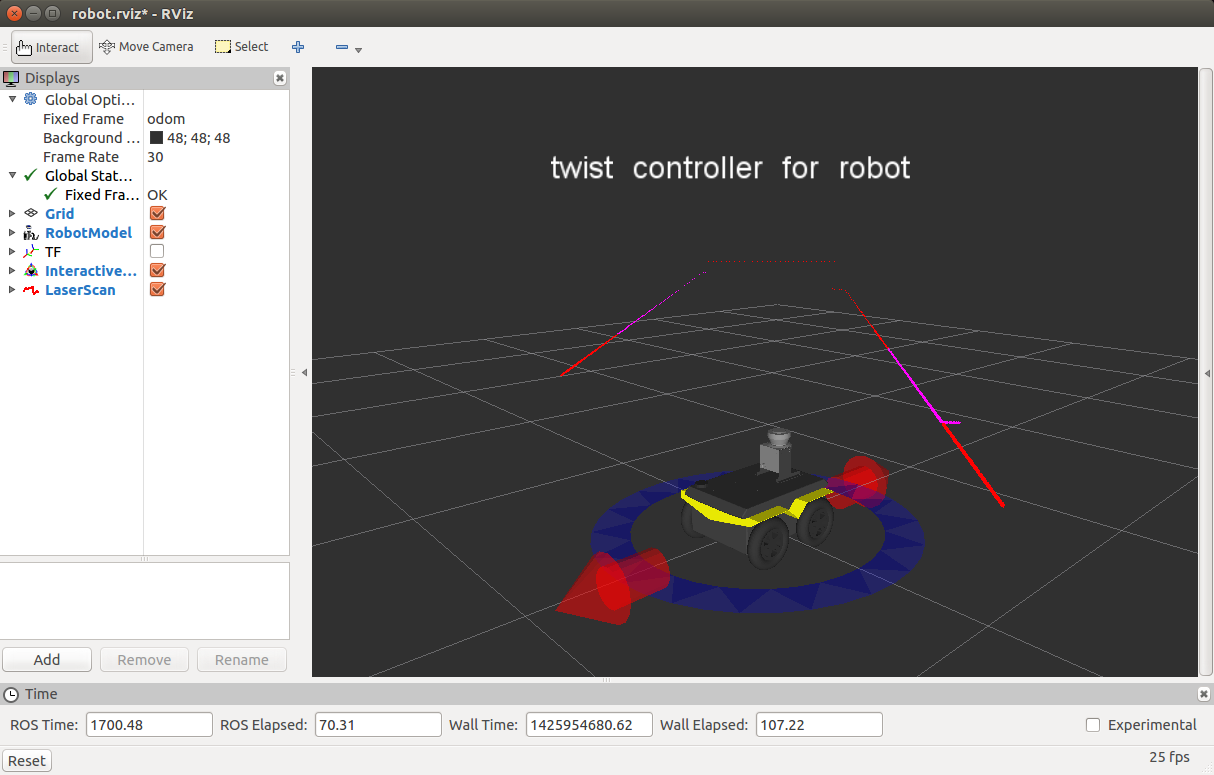 robot.rviz* - RViz
Interact Move Camera Select
Displays
Global Opti...
Fixed Frame odom
Background ... 48; 48; 48
Frame Rate 30
Global Stat...
Fixed Fra... OK
Grid
RobotModel
TF
Interactive...
LaserScan
twist controller for robot
Add Remove Rename
Time
ROS Time: 1700.48 ROS Elapsed: 70.31 Wall Time: 1425954680.62 Wall Elapsed: 107.22 Experimental
Reset 25 fps